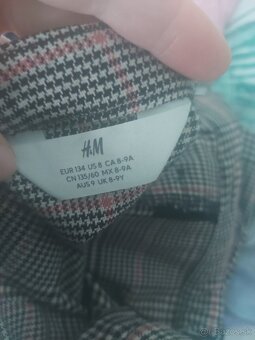 H&M
EUR 134 US 8 CA 8-9A
CN 135/60 MX 8-9A
AUS 9 UK 8-9Y